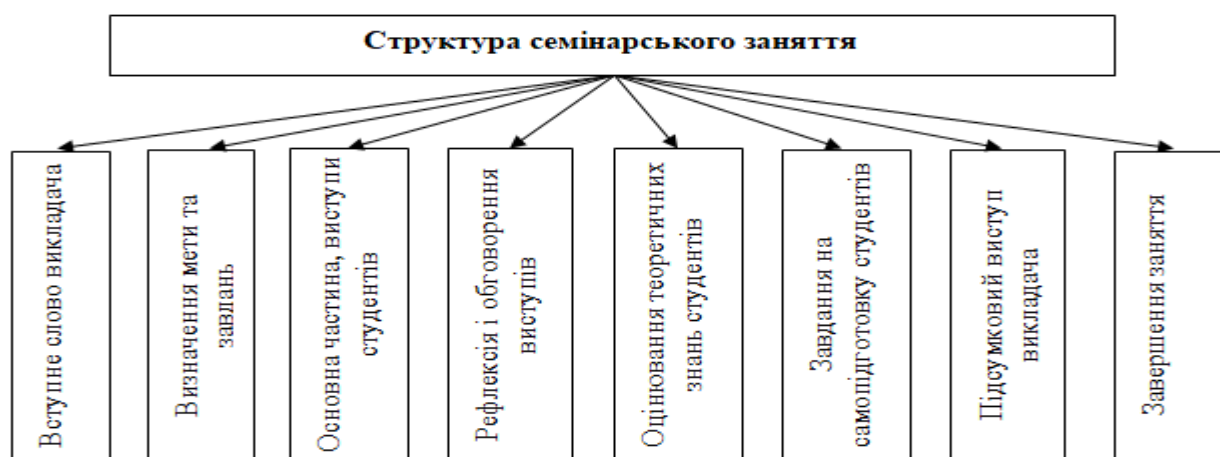 Структура семінарського заняття
Вступне слово викладача
Визначення мети та
завлань
Основна частина, виступи
студентів
Рефлексія і обговорення
виступів
Оцінювання теоретичних
знань студентів
Завдання на
самопідготовку студентів
Підсумковий виступ
викладача
Завершення заняття